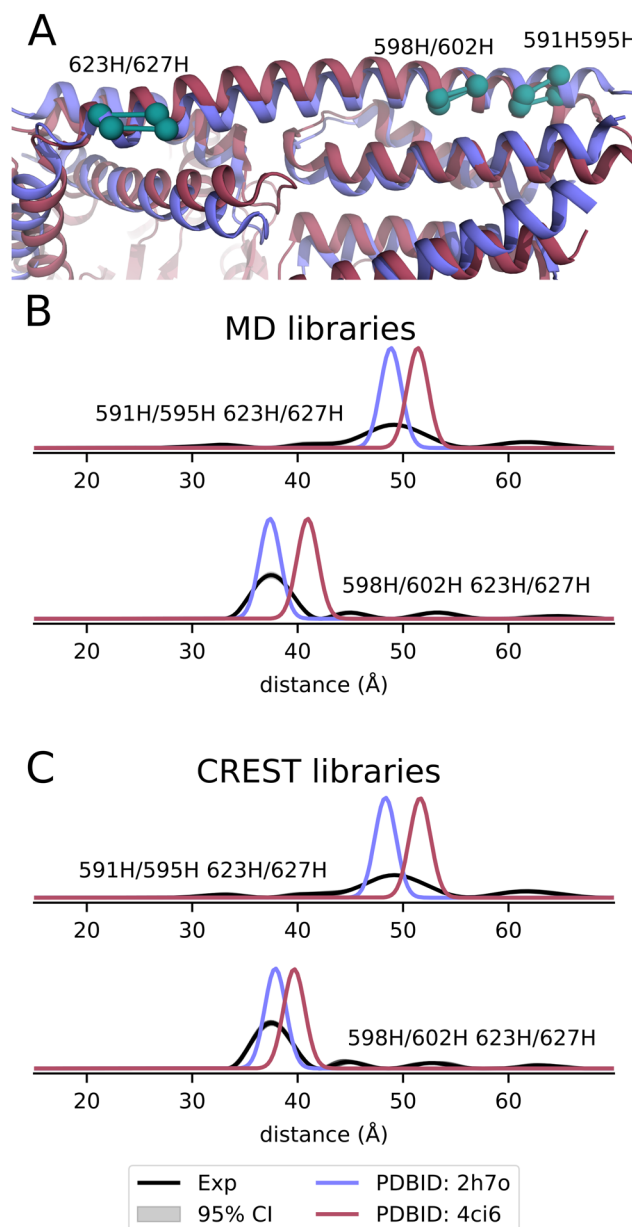 A
623H/627H
598H/602H
591H595H
B
MD libraries
591H/595H 623H/627H
20 30 40 50 60
598H/602H 623H/627H
20 30 40 50 60
distance (Å)
C
CREST libraries
591H/595H 623H/627H
20 30 40 50 60
598H/602H 623H/627H
20 30 40 50 60
distance (Å)
Exp PDBID: 2h7o
95% CI PDBID: 4ci6